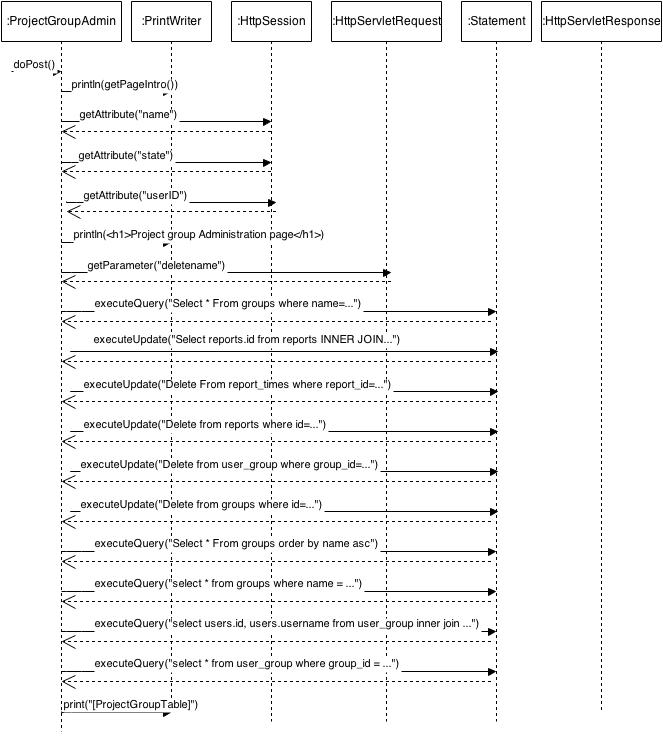 :ProjectGroupAdmin :PrintWriter :HttpSession :HttpServletRequest :Statement :HttpServletResponse
doPost()
println(getPageIntro())
getAttribute("name")
getAttribute("state")
getAttribute("userID")
println(<h1>Project group Administration page</h1>)
getParameter("deletename")
executeQuery("Select * From groups where name=...")
executeUpdate("Select reports.id from reports INNER JOIN...")
executeUpdate("Delete From report_times where report_id=...")
executeUpdate("Delete from reports where id=...")
executeUpdate("Delete from user_group where group_id=...")
executeUpdate("Delete from groups where id=...")
executeQuery("Select * From groups order by name asc")
executeQuery("select * from groups where name = ...")
executeQuery("select users.id, users.username from user_group inner join ...")
executeQuery("select * from user_group where group_id = ...")
print("[ProjectGroupTable]")